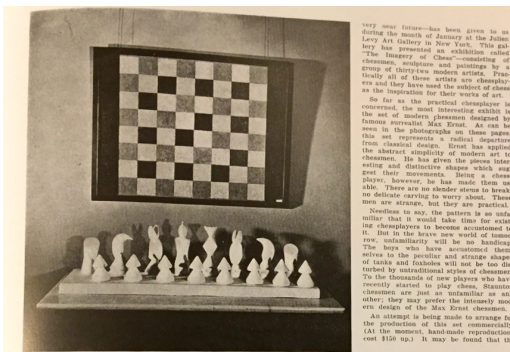 very near future—has been given to us
during the month of January at the Julien
Levy Art Gallery in New York. This gal-
lery has presented an exhibition called
"The Imagery of Chess"—consisting of
chessmen, sculpture and paintings by a
group of thirty-two modern artists. Prac-
tically all of these artists are chessplay-
ers and they have used the subject of chess
as the inspiration for their works of art.
So far as the practical chessplayer is
concerned, the most interesting exhibit is
the set of modern chessmen designed by
famous surrealist Max Ernst. As can be
seen in the photographs on these pages,
this set represents a radical departure
from classical design. Ernst has applied
the abstract simplicity of modern art to
chessmen. He has given the pieces inter-
esting and distinctive shapes which sug-
gest their movements. Being a chess
player, however, he has made them us-
able. There are no slender stems to break,
no delicate carving to worry about. These
men are strange, but they are practical.
Needless to say, the pattern is so unfa-
miliar that it would take time for exist-
ing chessplayers to become accustomed to
it. But in the brave new world of tomor-
row, unfamiliarity will be no handicap.
The boys who have accustomed them-
selves to the peculiar and strange shapes
of tanks and foxholes will not be too dis-
turbed by untraditional styles of chessmen.
To the thousands of new players who have
recently started to play chess, Staunton
chessmen are just as unfamiliar as any
other; they may prefer the intensely mod-
ern design of the Max Ernst chessmen.
An attempt is being made to arrange for
the production of this set commercially.
(At the moment, hand-made reproductions
cost $150 up.) It may be found that th